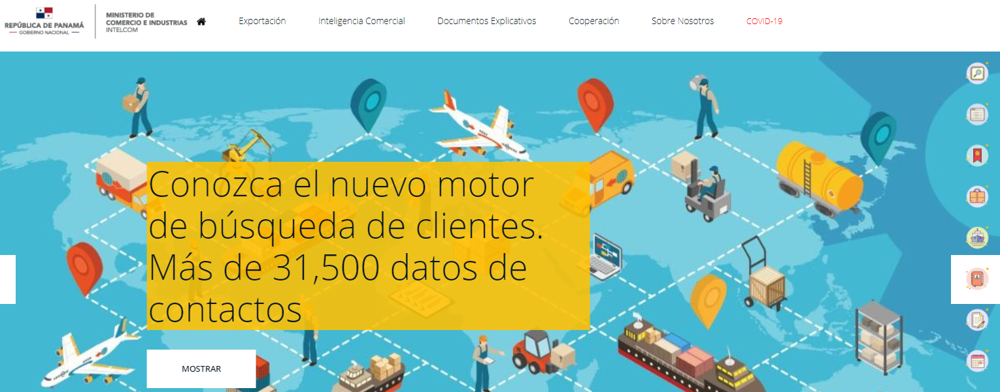 REPÚBLICA DE PANAMÁ
GOBIERNO NACIONAL
MINISTERIO DE
COMERCIO E INDUSTRIAS
INTELCOM
Exportación
Inteligencia Comercial
Documentos Explicativos
Cooperación
Sobre Nosotros
COVID-19
Conozca el nuevo motor
de búsqueda de clientes.
Más de 31,500 datos de
contactos
MOSTRAR